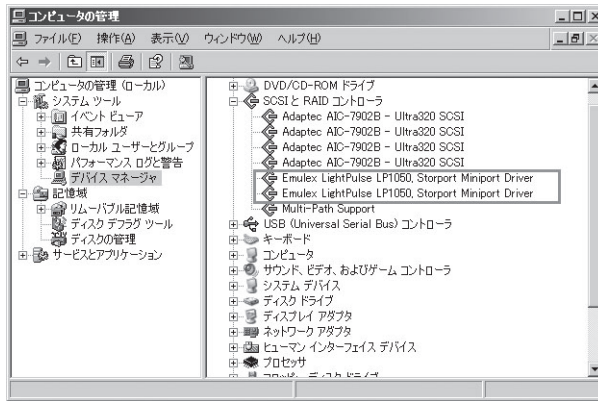 コンピュータの管理
ファイル(F) 操作(A) 表示(V) ウィンドウ(W) ヘルプ(H)
コンピュータの管理 (ローカル)
システム ツール
イベント ビューア
共有フォルダ
ローカル ユーザーとグループ
パフォーマンス ログと警告
デバイス マネージャ
記憶域
リムーバブル記憶域
ディスク デフラグ ツール
ディスクの管理
サービスとアプリケーション
DVD/CD-ROM ドライブ
SCSI と RAID コントローラ
Adaptec AIC-7902B - Ultra320 SCSI
Adaptec AIC-7902B - Ultra320 SCSI
Adaptec AIC-7902B - Ultra320 SCSI
Adaptec AIC-7902B - Ultra320 SCSI
Emulex LightPulse LP1050, Storport Miniport Driver
Emulex LightPulse LP1050, Storport Miniport Driver
Multi-Path Support
USB (Universal Serial Bus) コントローラ
キーボード
コンピュータ
サウンド、ビデオ、およびゲーム コントローラ
システム デバイス
ディスク ドライブ
ディスプレイ アダプタ
ネットワーク アダプタ
ヒューマン インターフェイス デバイス
プロセッサ
フロッピー ディスク ドライブ